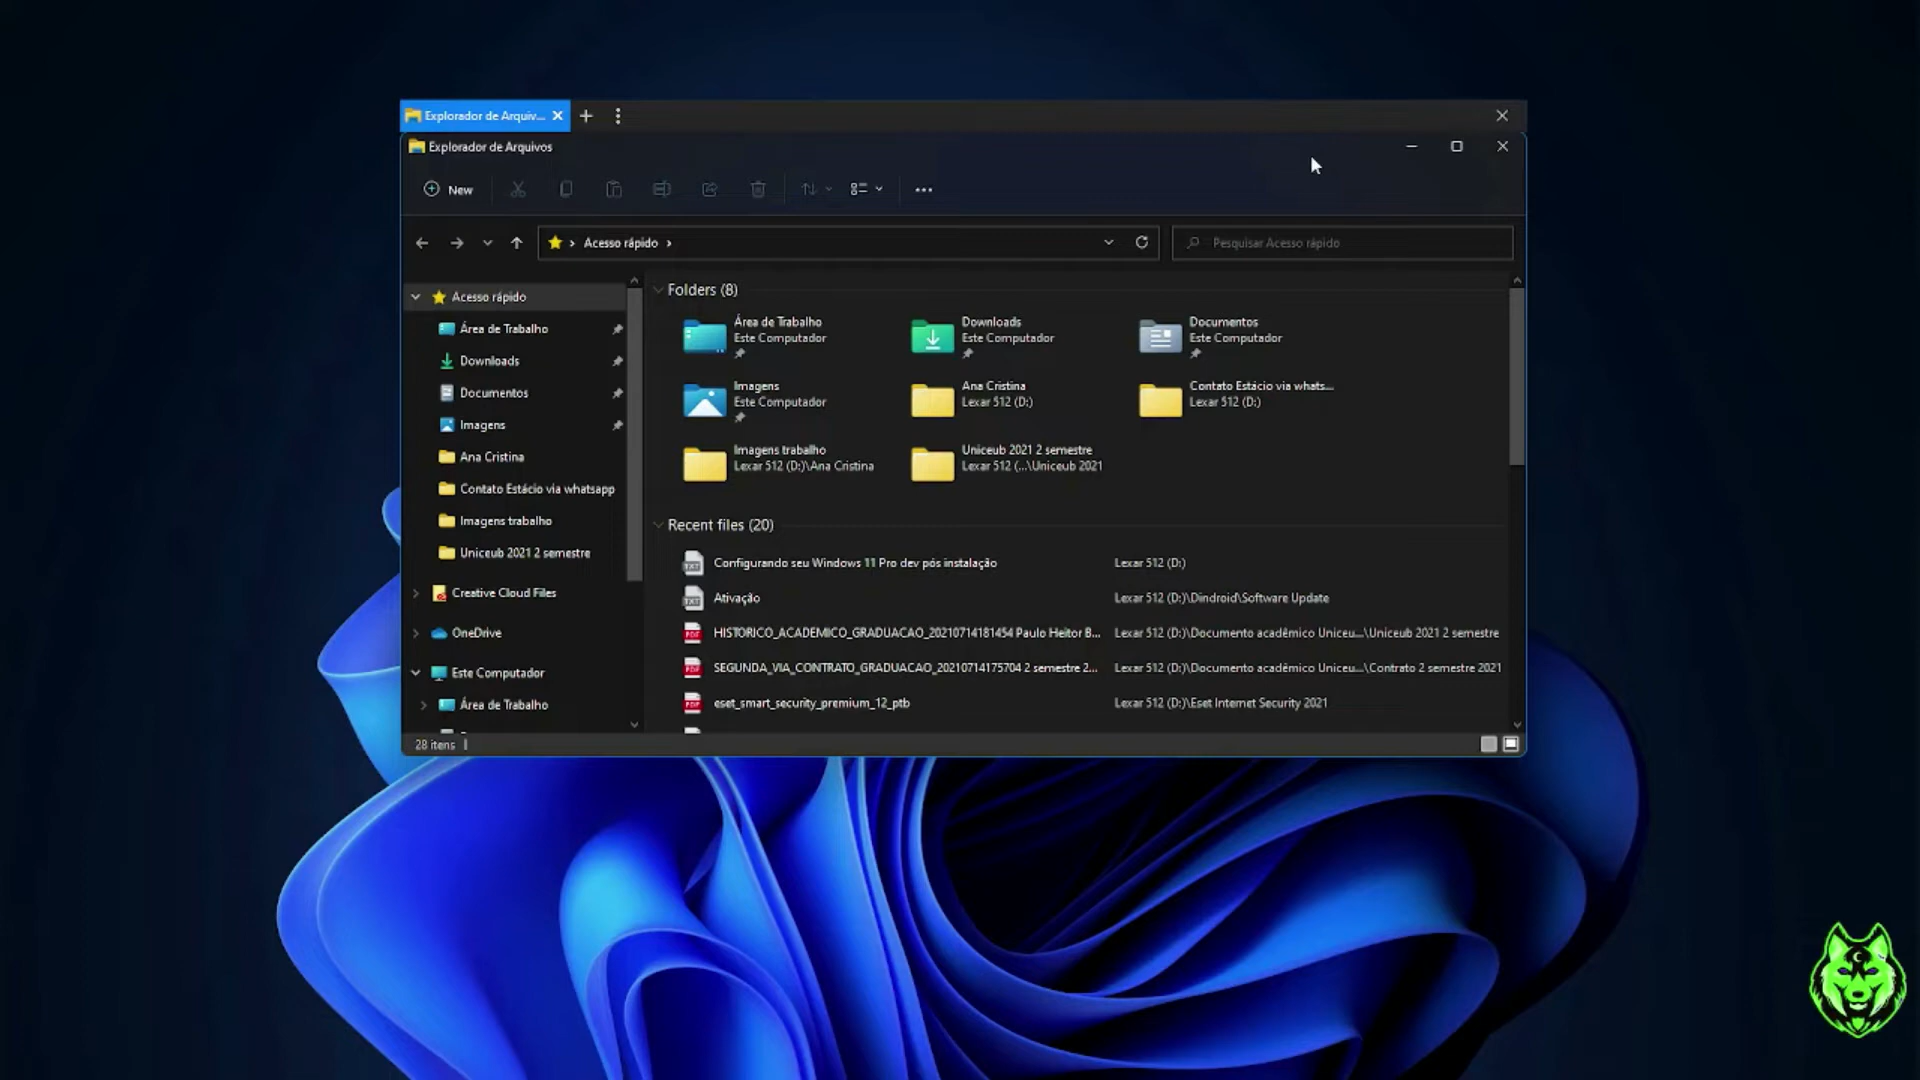 Explorador de Arquiv...
Explorador de Arquivos
New
Acesso rápido
Pesquisar Acesso rápido
Acesso rápido
Área de Trabalho
Downloads
Documentos
Imagens
Ana Cristina
Contato Estácio via whatsapp
Imagens trabalho
Uniceub 2021 2 semestre
Creative Cloud Files
OneDrive
Este Computador
Área de Trabalho
28 itens
Folders (8)
Área de Trabalho
Este Computador
Downloads
Este Computador
Documentos
Este Computador
Imagens
Este Computador
Ana Cristina
Lexar 512 (D:)
Contato Estácio via whats...
Lexar 512 (D:)
Imagens trabalho
Lexar 512 (D:)\Ana Cristina
Uniceub 2021 2 semestre
Lexar 512 (...\Uniceub 2021
Recent files (20)
Configurando seu Windows 11 Pro dev pós instalação Lexar 512 (D:)
Ativação Lexar 512 (D:)\Dindroid\Software Update
HISTORICO_ACADEMICO_GRADUACAO_20210714181454 Paulo Heitor B... Lexar 512 (D:)\Documento acadêmico Uniceu...\Uniceub 2021 2 semestre
SEGUNDA_VIA_CONTRATO_GRADUACAO_20210714175704 2 semestre 2... Lexar 512 (D:)\Documento acadêmico Uniceu...\Contrato 2 semestre 2021
eset_smart_security_premium_12_ptb Lexar 512 (D:)\Eset Internet Security 2021